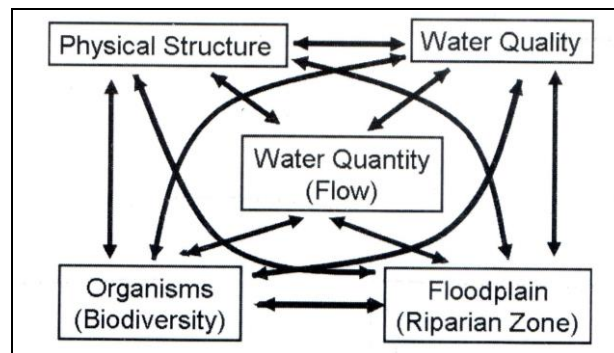 Physical Structure
Water Quality
Water Quantity
(Flow)
Organisms
(Biodiversity)
Floodplain
(Riparian Zone)